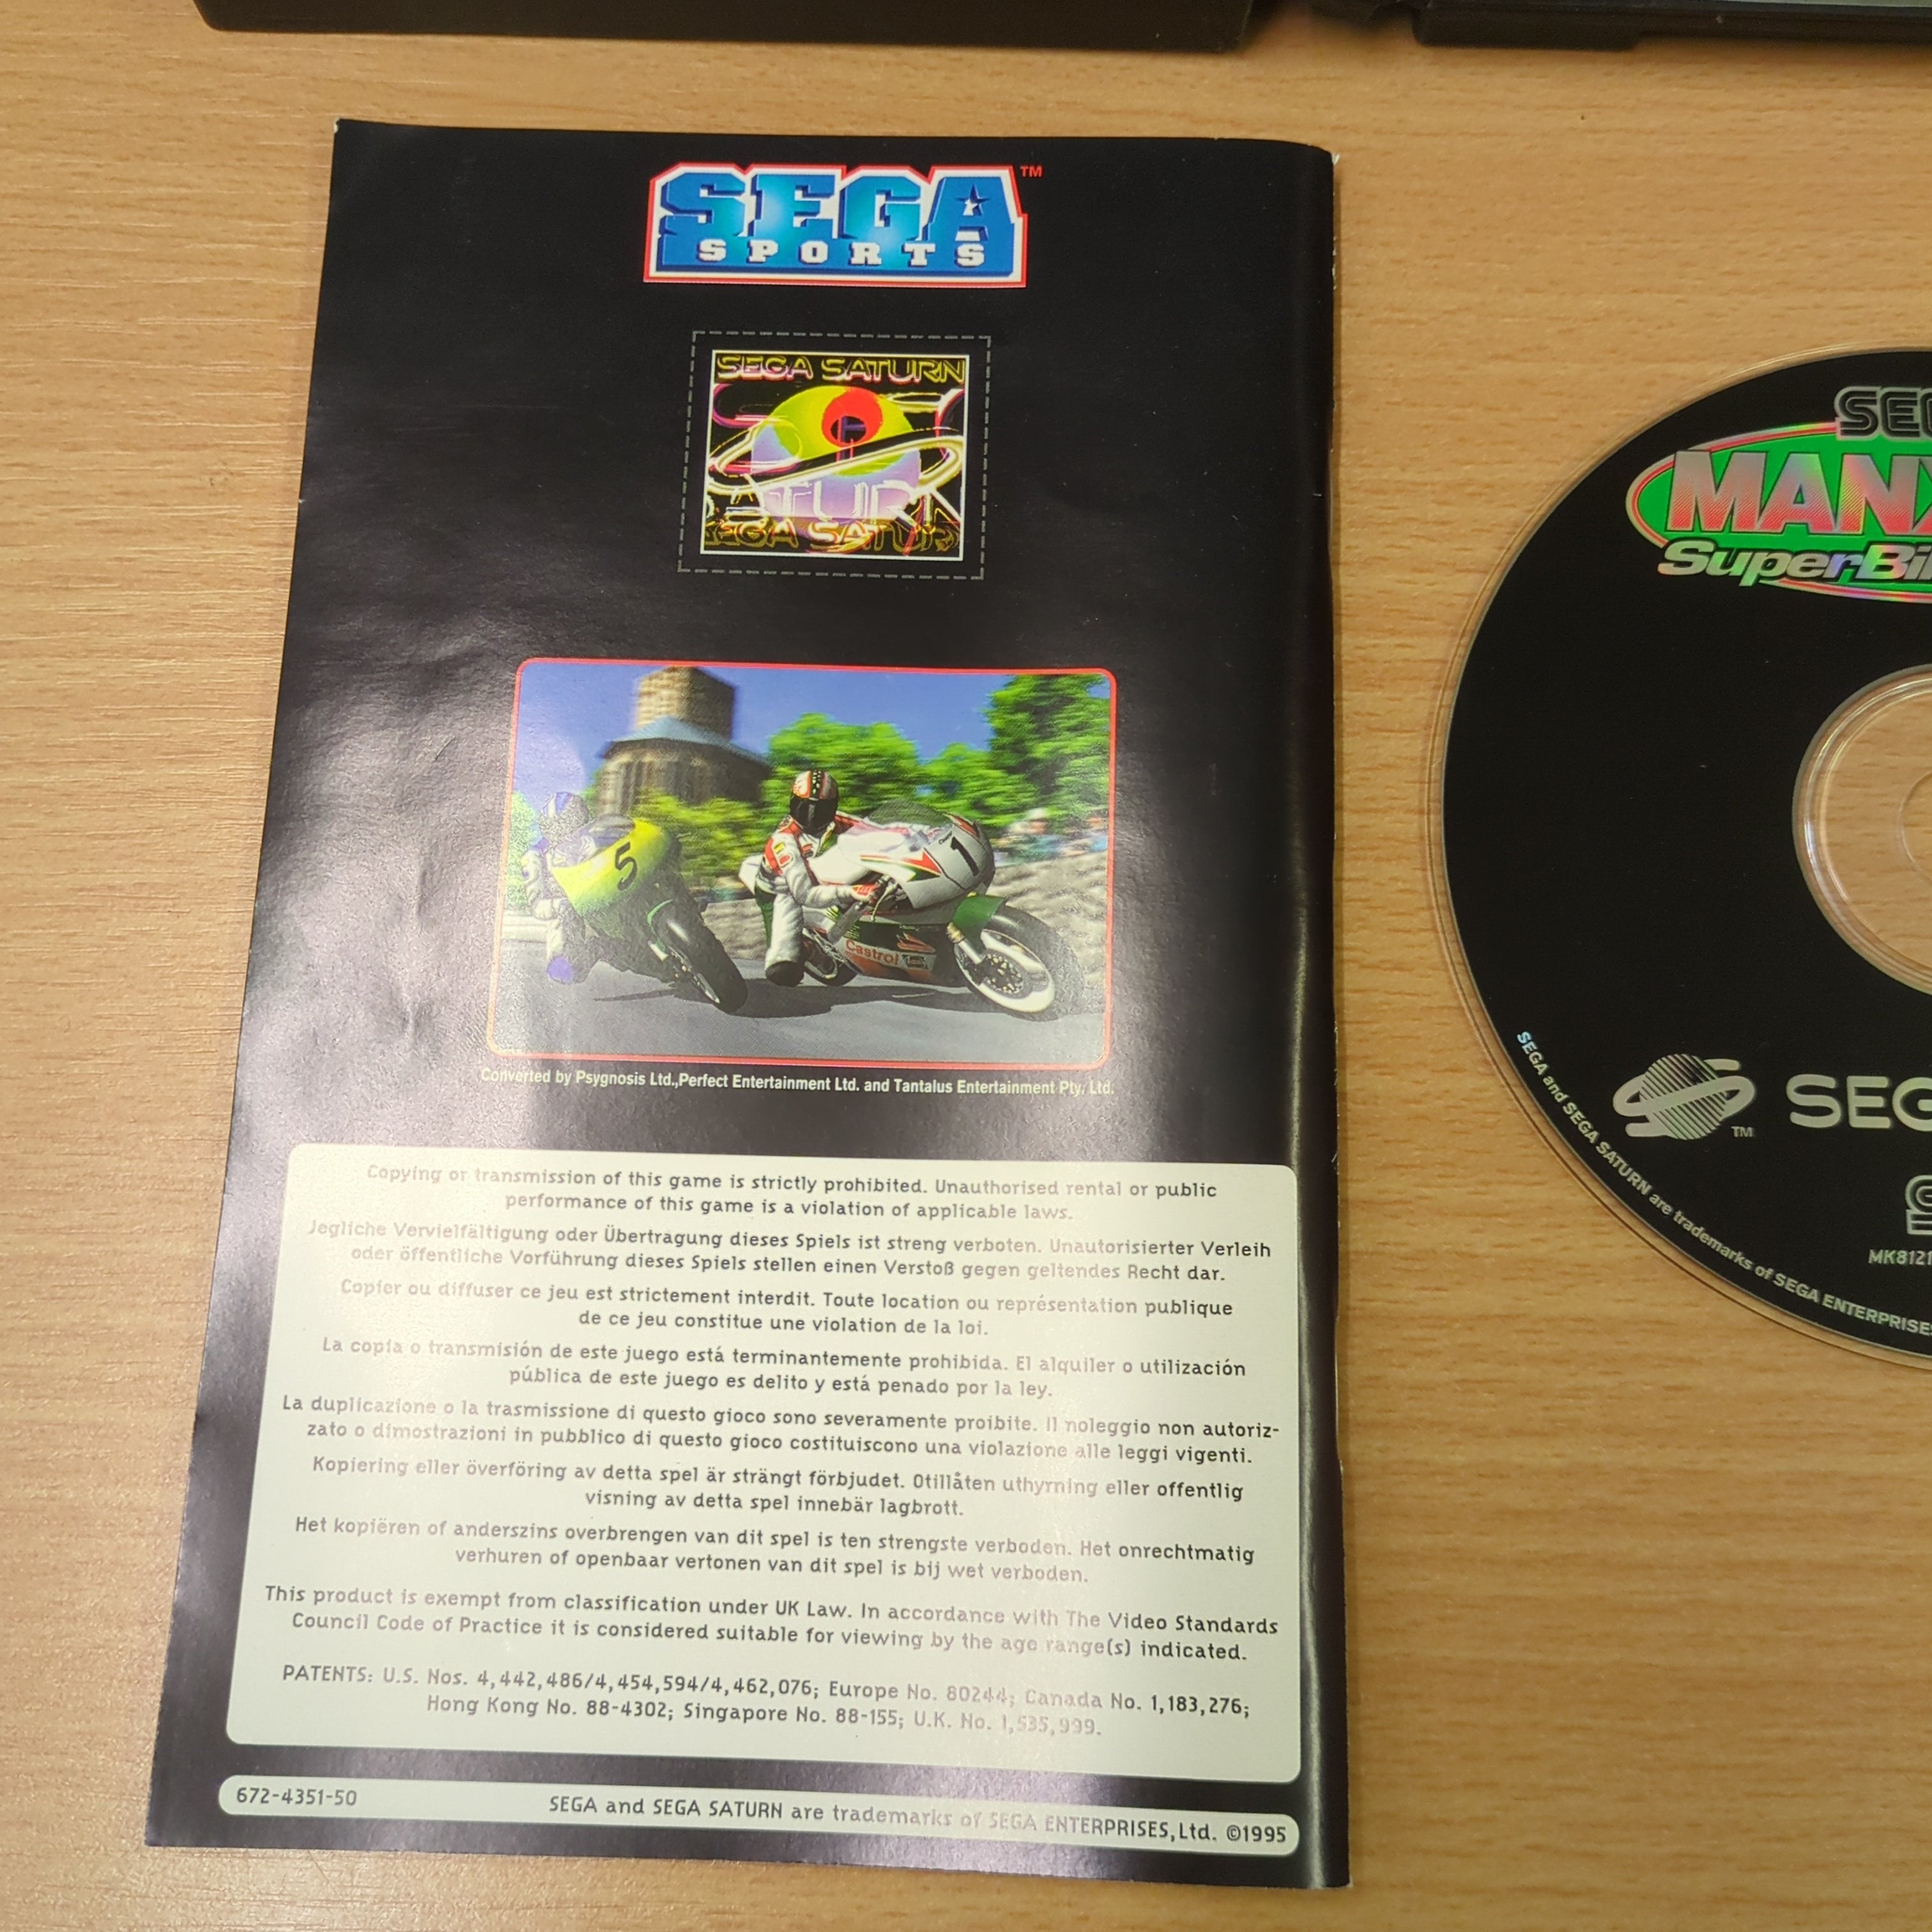 SEGA™
SPORTS
SEGA SATURN
SATURN
SEGA SATURN
5
1
Castrol
Converted by Psygnosis Ltd.,Perfect Entertainment Ltd. and Tantalus Entertainment Pty. Ltd.
Copying or transmission of this game is strictly prohibited. Unauthorised rental or public
performance of this game is a violation of applicable laws.
Jegliche Vervielfältigung oder Übertragung dieses Spiels ist streng verboten. Unautorisierter Verleih
oder öffentliche Vorführung dieses Spiels stellen einen Verstoß gegen geltendes Recht dar.
Copier ou diffuser ce jeu est strictement interdit. Toute location ou représentation publique
de ce jeu constitue une violation de la loi.
La copia o transmisión de este juego está terminantemente prohibida. El alquiler o utilización
pública de este juego es delito y está penado por la ley.
La duplicazione o la trasmissione di questo gioco sono severamente proibite. Il noleggio non autoriz-
zato o dimostrazioni in pubblico di questo gioco costituiscono una violazione alle leggi vigenti.
Kopiering eller överföring av detta spel är strängt förbjudet. Otillåten uthyrning eller offentlig
visning av detta spel innebär lagbrott.
Het kopiëren of anderszins overbrengen van dit spel is ten strengste verboden. Het onrechtmatig
verhuren of openbaar vertonen van dit spel is bij wet verboden.
This product is exempt from classification under UK Law. In accordance with The Video Standards
Council Code of Practice it is considered suitable for viewing by the age range(s) indicated.
PATENTS: U.S. Nos. 4,442,486/4,454,594/4,462,076; Europe No. 80244; Canada No. 1,183,276;
Hong Kong No. 88-4302; Singapore No. 88-155; U.K. No. 1,535,999.
672-4351-50
SEGA and SEGA SATURN are trademarks of SEGA ENTERPRISES,Ltd. ©1995
SEG
MANX
SuperBi
™ SEG
S
MK8121
SEGA and SEGA SATURN are trademarks of SEGA ENTERPRISES